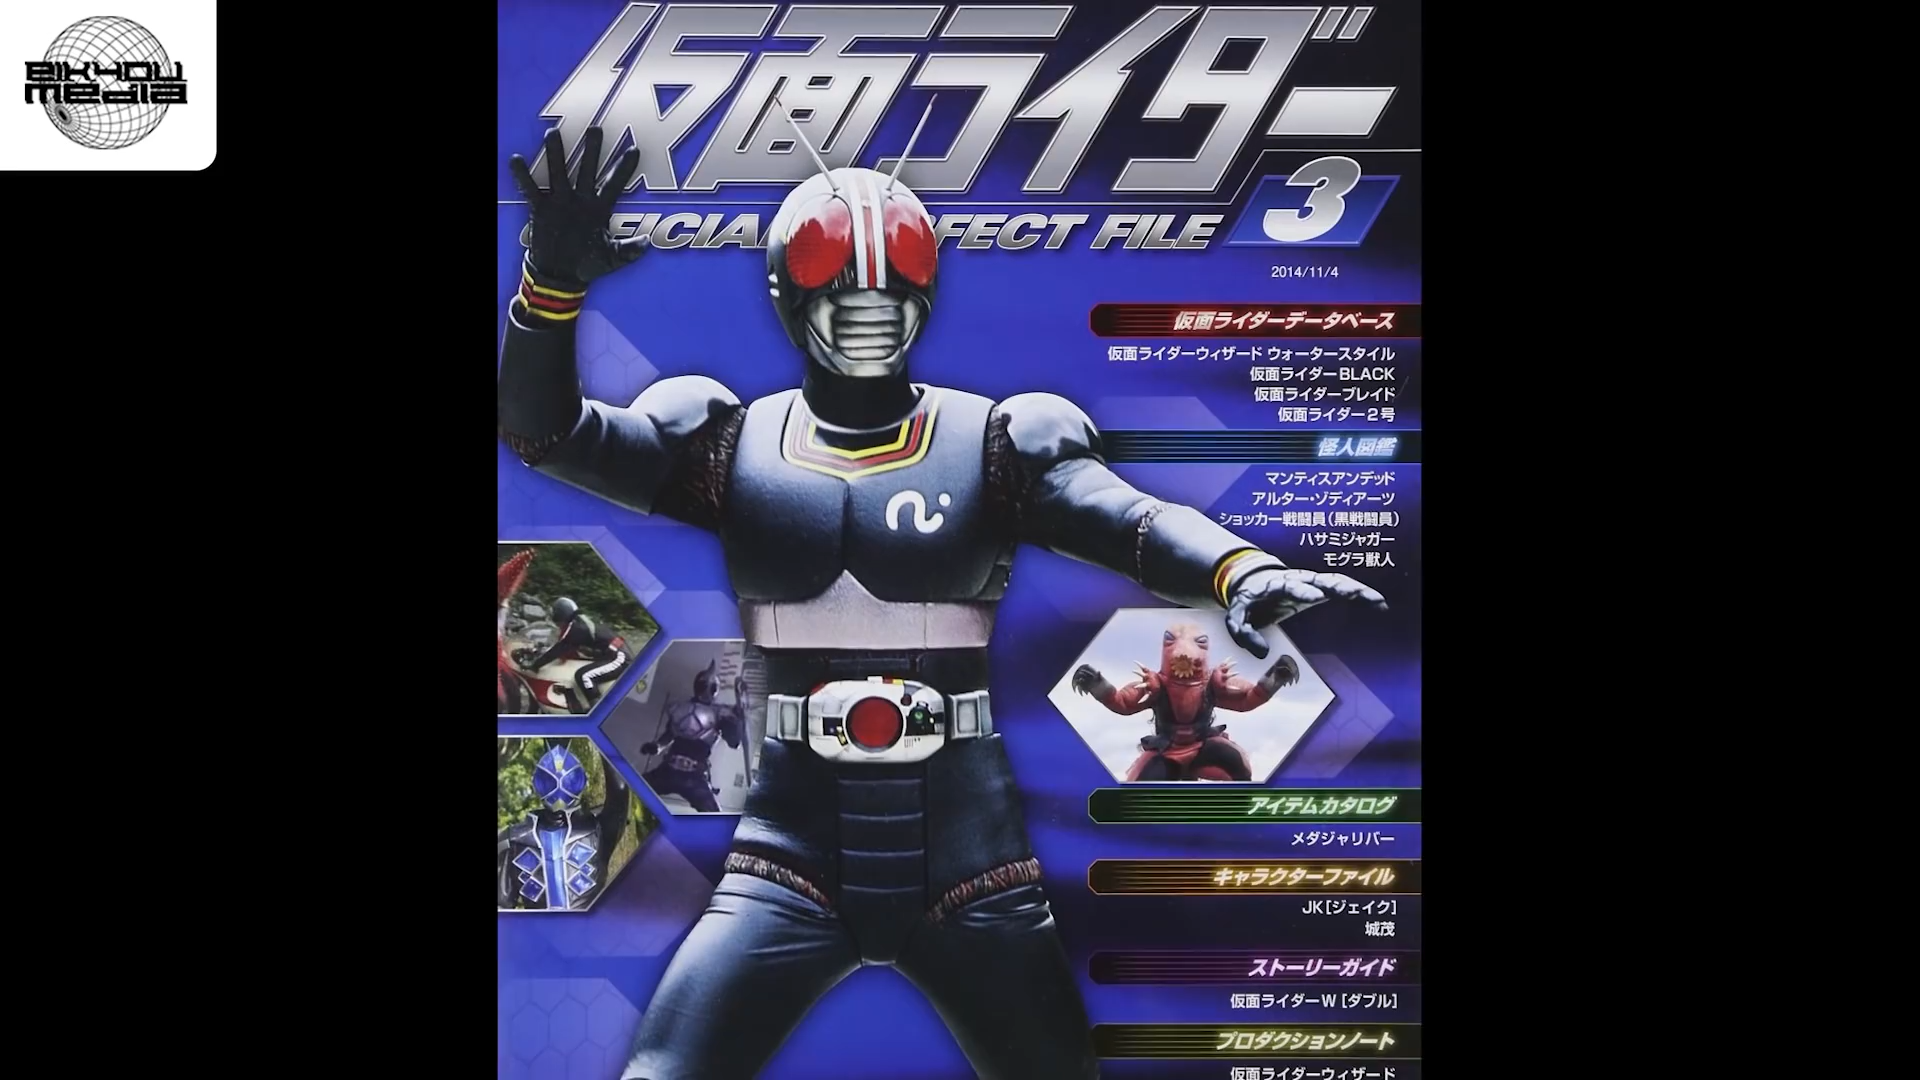 EIKYOU
media
仮面ライダー
FICIA FECT FILE
3
2014/11/4
仮面ライダーデータベース
仮面ライダーウィザード ウォータースタイル
仮面ライダーBLACK
仮面ライダーブレイド
仮面ライダー2号
怪人図鑑
マンティスアンデッド
アルター・ゾディアーツ
ショッカー戦闘員(黒戦闘員)
ハサミジャガー
モグラ獣人
アイテムカタログ
メダジャリバー
キャラクターファイル
JK[ジェイク]
城茂
ストーリーガイド
仮面ライダーW[ダブル]
プロダクションノート
仮面ライダーウィザード